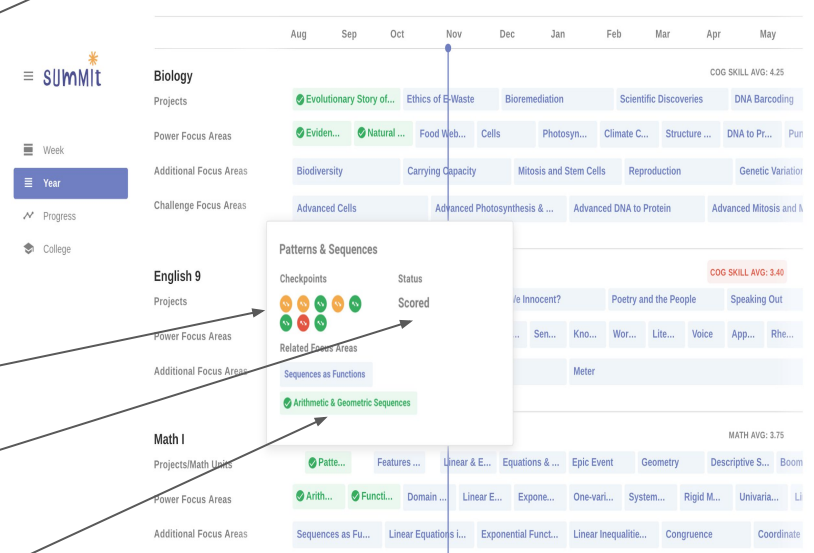 Aug Sep Oct Nov Dec Jan Feb Mar Apr May
SUMMIT
Biology COG SKILL AVG: 4.25
Projects Evolutionary Story of... Ethics of E-Waste Bioremediation Scientific Discoveries DNA Barcoding
Power Focus Areas Eviden... Natural ... Food Web... Cells Photosyn... Climate C... Structure ... DNA to Pr... Pun
Week
Additional Focus Areas Biodiversity Carrying Capacity Mitosis and Stem Cells Reproduction Genetic Variation
Year
Challenge Focus Areas Advanced Cells Advanced Photosynthesis & ... Advanced DNA to Protein Advanced Mitosis and M
Progress
College
Patterns & Sequences
English 9 COG SKILL AVG: 3.40
Checkpoints Status
Projects Scored Innocent? Poetry and the People Speaking Out
Power Focus Areas .. Sen... Kno... Wor... Lite... Voice App... Rhe...
Related Focus Areas
Additional Focus Areas Sequences as Functions Meter
Arithmetic & Geometric Sequences
Math I MATH AVG: 3.75
Projects/Math Units Patte... Features ... Linear & E... Equations & ... Epic Event Geometry Descriptive S... Boom
Power Focus Areas Arith... Functi... Domain ... Linear E... Expone... One-vari... System... Rigid M... Univaria... Li
Additional Focus Areas Sequences as Fu... Linear Equations i... Exponential Funct... Linear Inequalitie... Congruence Coordinate